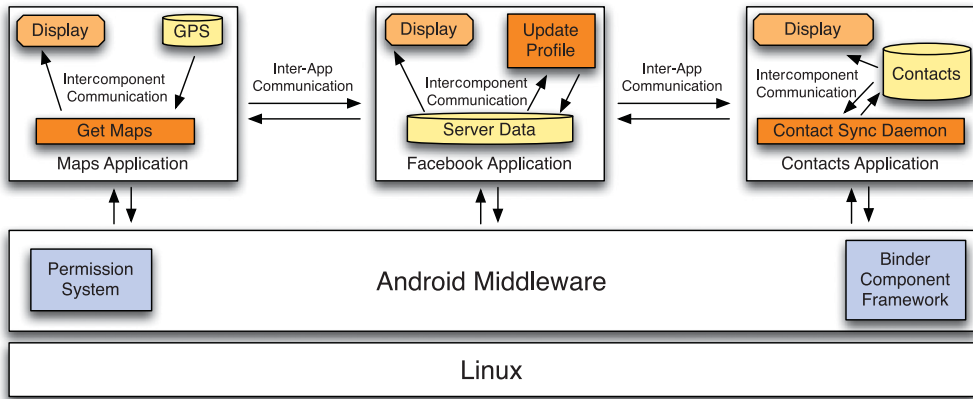 Display
GPS
Intercomponent
Communication
Get Maps
Maps Application
Inter-App
Communication
Display
Update
Profile
Intercomponent
Communication
Server Data
Facebook Application
Inter-App
Communication
Display
Contacts
Intercomponent
Communication
Contact Sync Daemon
Contacts Application
Permission
System
Android Middleware
Binder
Component
Framework
Linux